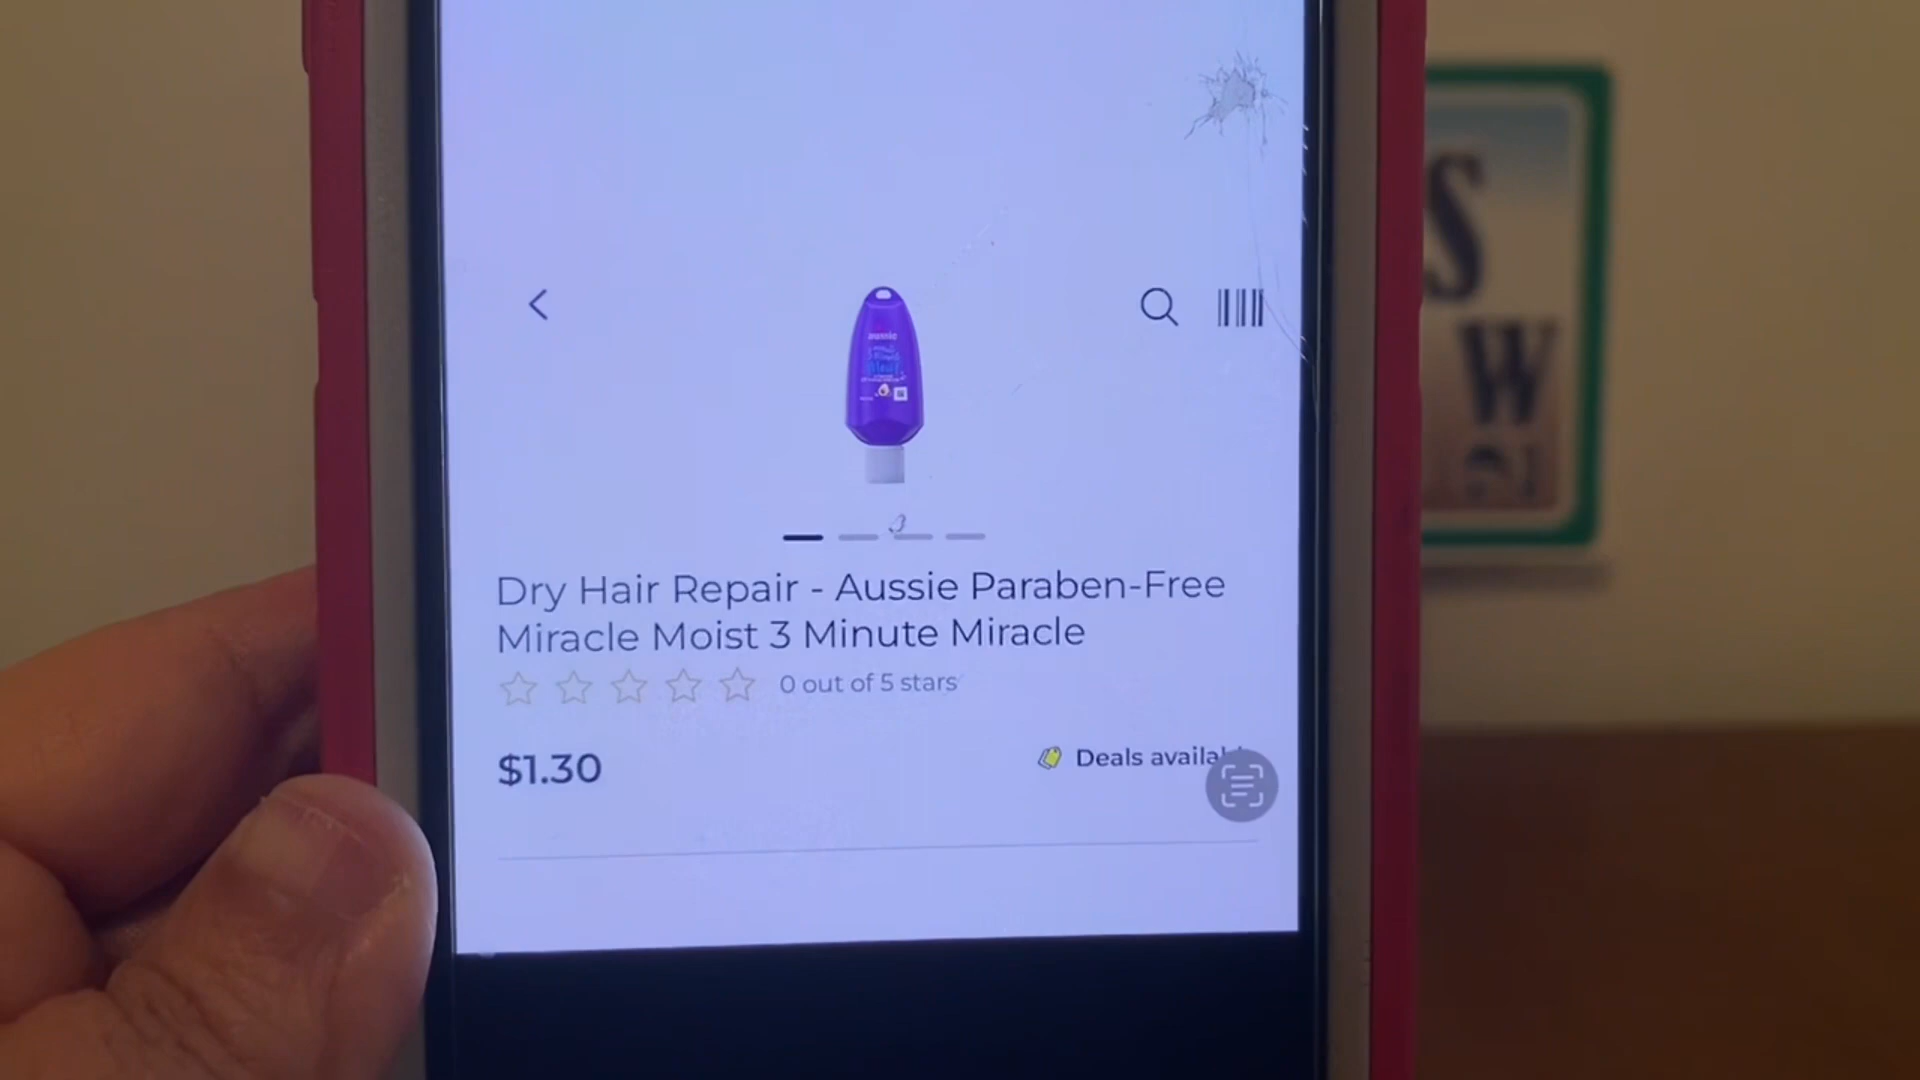 aussie
Dry Hair Repair - Aussie Paraben-Free
Miracle Moist 3 Minute Miracle
0 out of 5 stars
$1.30
Deals
S
W